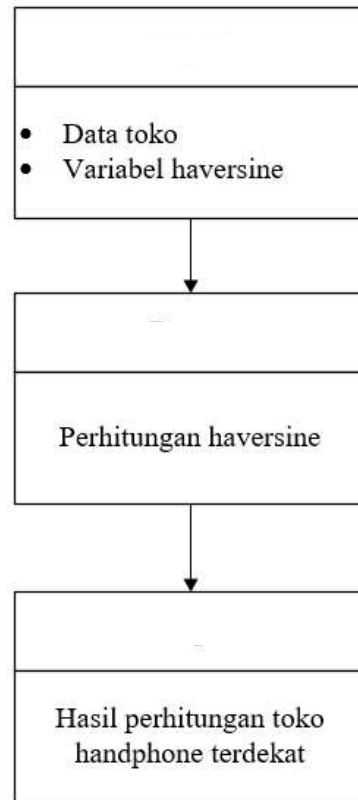 • Data toko
• Variabel haversine
Perhitungan haversine
Hasil perhitungan toko
handphone terdekat